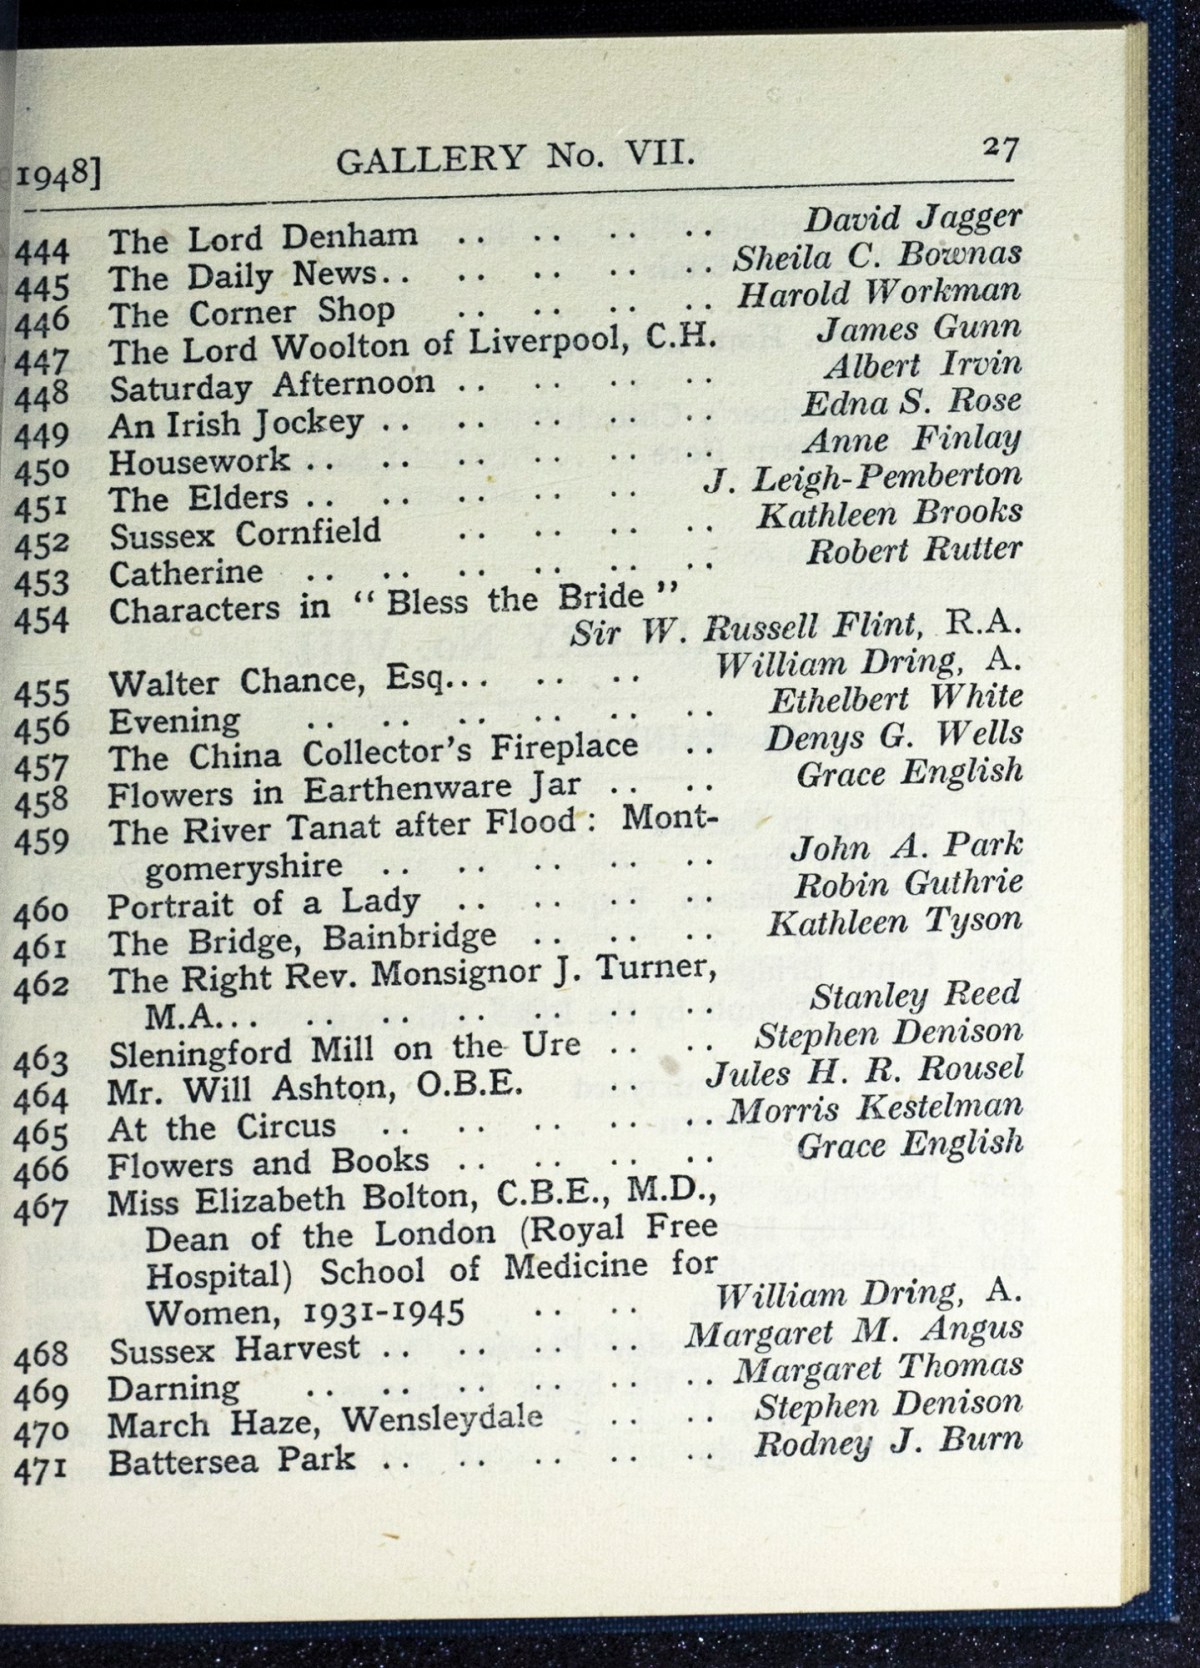 1948] GALLERY No. VII. 27
444 The Lord Denham .. .. .. .. David Jagger
445 The Daily News.. .. .. .. .. Sheila C. Bownas
446 The Corner Shop .. .. .. .. Harold Workman
447 The Lord Woolton of Liverpool, C.H. James Gunn
448 Saturday Afternoon .. .. .. .. Albert Irvin
449 An Irish Jockey .. .. .. .. .. Edna S. Rose
450 Housework .. .. .. .. .. .. Anne Finlay
451 The Elders .. .. .. .. .. J. Leigh-Pemberton
452 Sussex Cornfield .. .. .. .. Kathleen Brooks
453 Catherine .. .. .. .. .. .. Robert Rutter
454 Characters in “ Bless the Bride ”
Sir W. Russell Flint, R.A.
455 Walter Chance, Esq... .. .. William Dring, A.
456 Evening .. .. .. .. .. .. Ethelbert White
457 The China Collector’s Fireplace .. Denys G. Wells
458 Flowers in Earthenware Jar .. .. Grace English
459 The River Tanat after Flood : Mont-
gomeryshire .. .. .. .. .. John A. Park
460 Portrait of a Lady .. .. .. .. Robin Guthrie
461 The Bridge, Bainbridge .. .. .. Kathleen Tyson
462 The Right Rev. Monsignor J. Turner,
M.A... .. .. .. .. .. .. Stanley Reed
463 Sleningford Mill on the Ure .. .. Stephen Denison
464 Mr. Will Ashton, O.B.E. .. Jules H. R. Rousel
465 At the Circus .. .. .. .. .. Morris Kestelman
466 Flowers and Books .. .. .. .. Grace English
467 Miss Elizabeth Bolton, C.B.E., M.D.,
Dean of the London (Royal Free
Hospital) School of Medicine for
Women, 1931-1945 .. .. William Dring, A.
468 Sussex Harvest .. .. .. .. Margaret M. Angus
469 Darning .. .. .. .. .. .. Margaret Thomas
470 March Haze, Wensleydale .. .. Stephen Denison
471 Battersea Park .. .. .. .. .. Rodney J. Burn